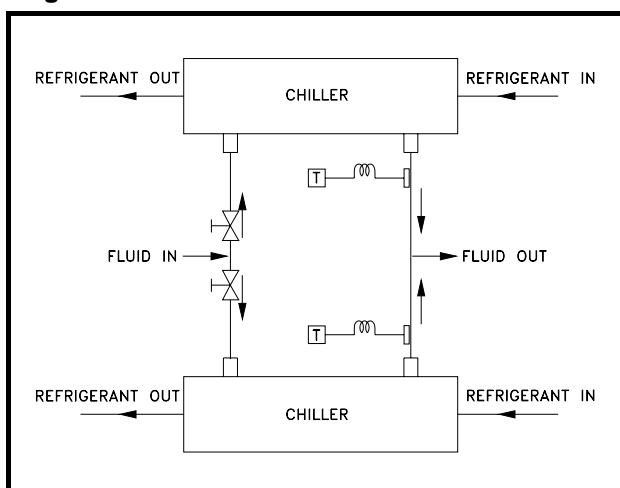 REFRIGERANT OUT
CHILLER
REFRIGERANT IN
T
FLUID IN
FLUID OUT
T
REFRIGERANT OUT
CHILLER
REFRIGERANT IN